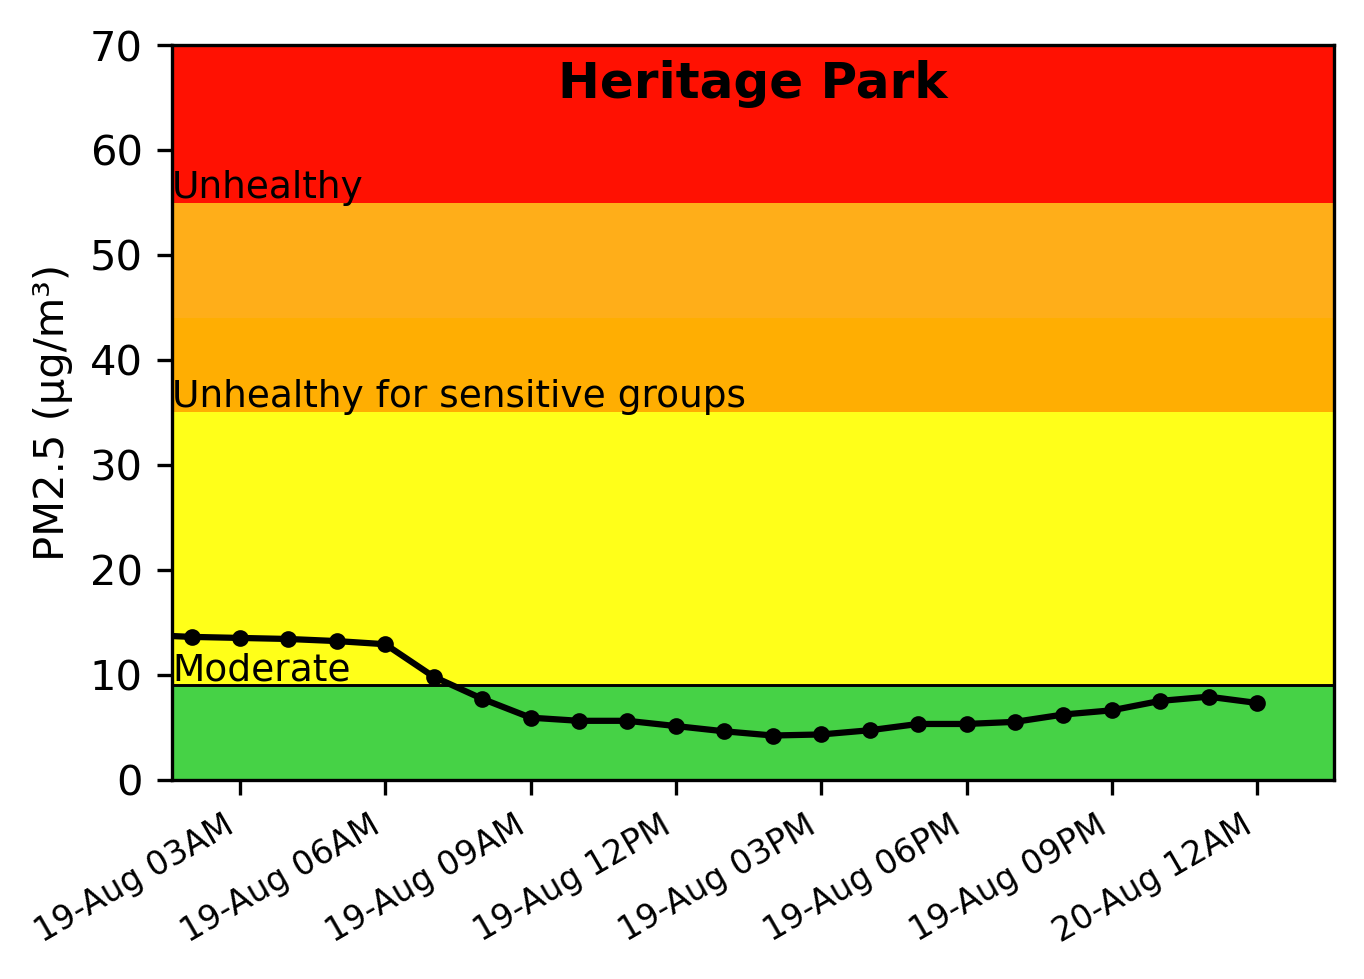 Heritage Park
70
60
50
40
30
20
10
0
PM2.5 (µg/m³)
Unhealthy
Unhealthy for sensitive groups
Moderate
19-Aug 03AM
19-Aug 06AM
19-Aug 09AM
19-Aug 12PM
19-Aug 03PM
19-Aug 06PM
19-Aug 09PM
20-Aug 12AM